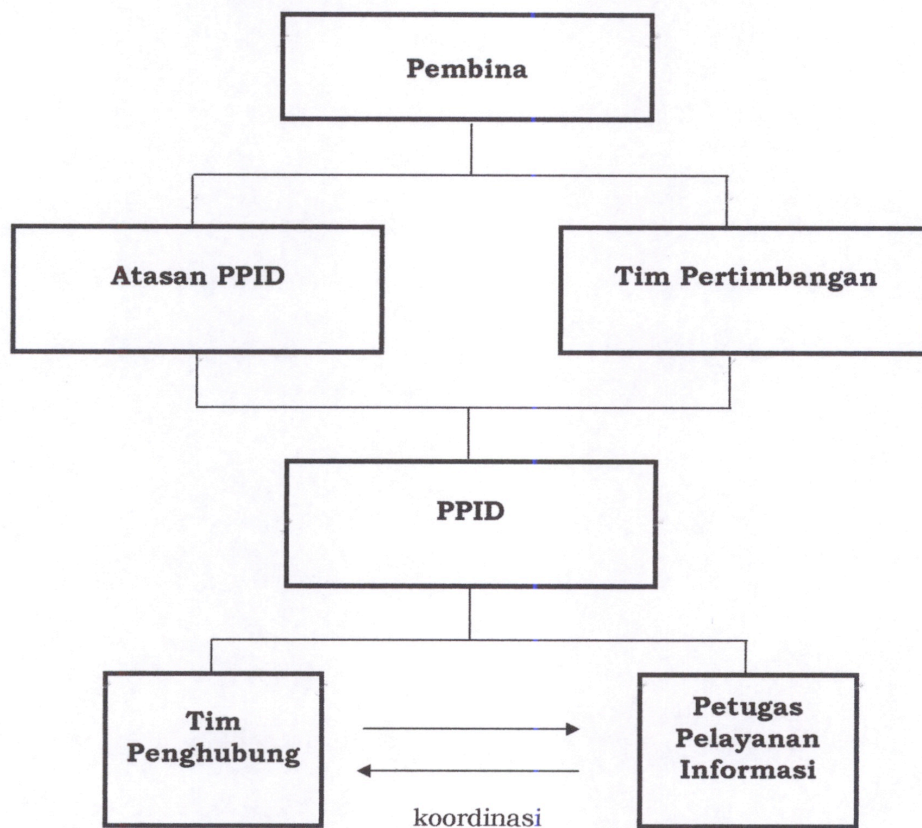 Pembina
Atasan PPID
Tim Pertimbangan
PPID
Tim
Penghubung
Petugas
Pelayanan
Informasi
koordinasi